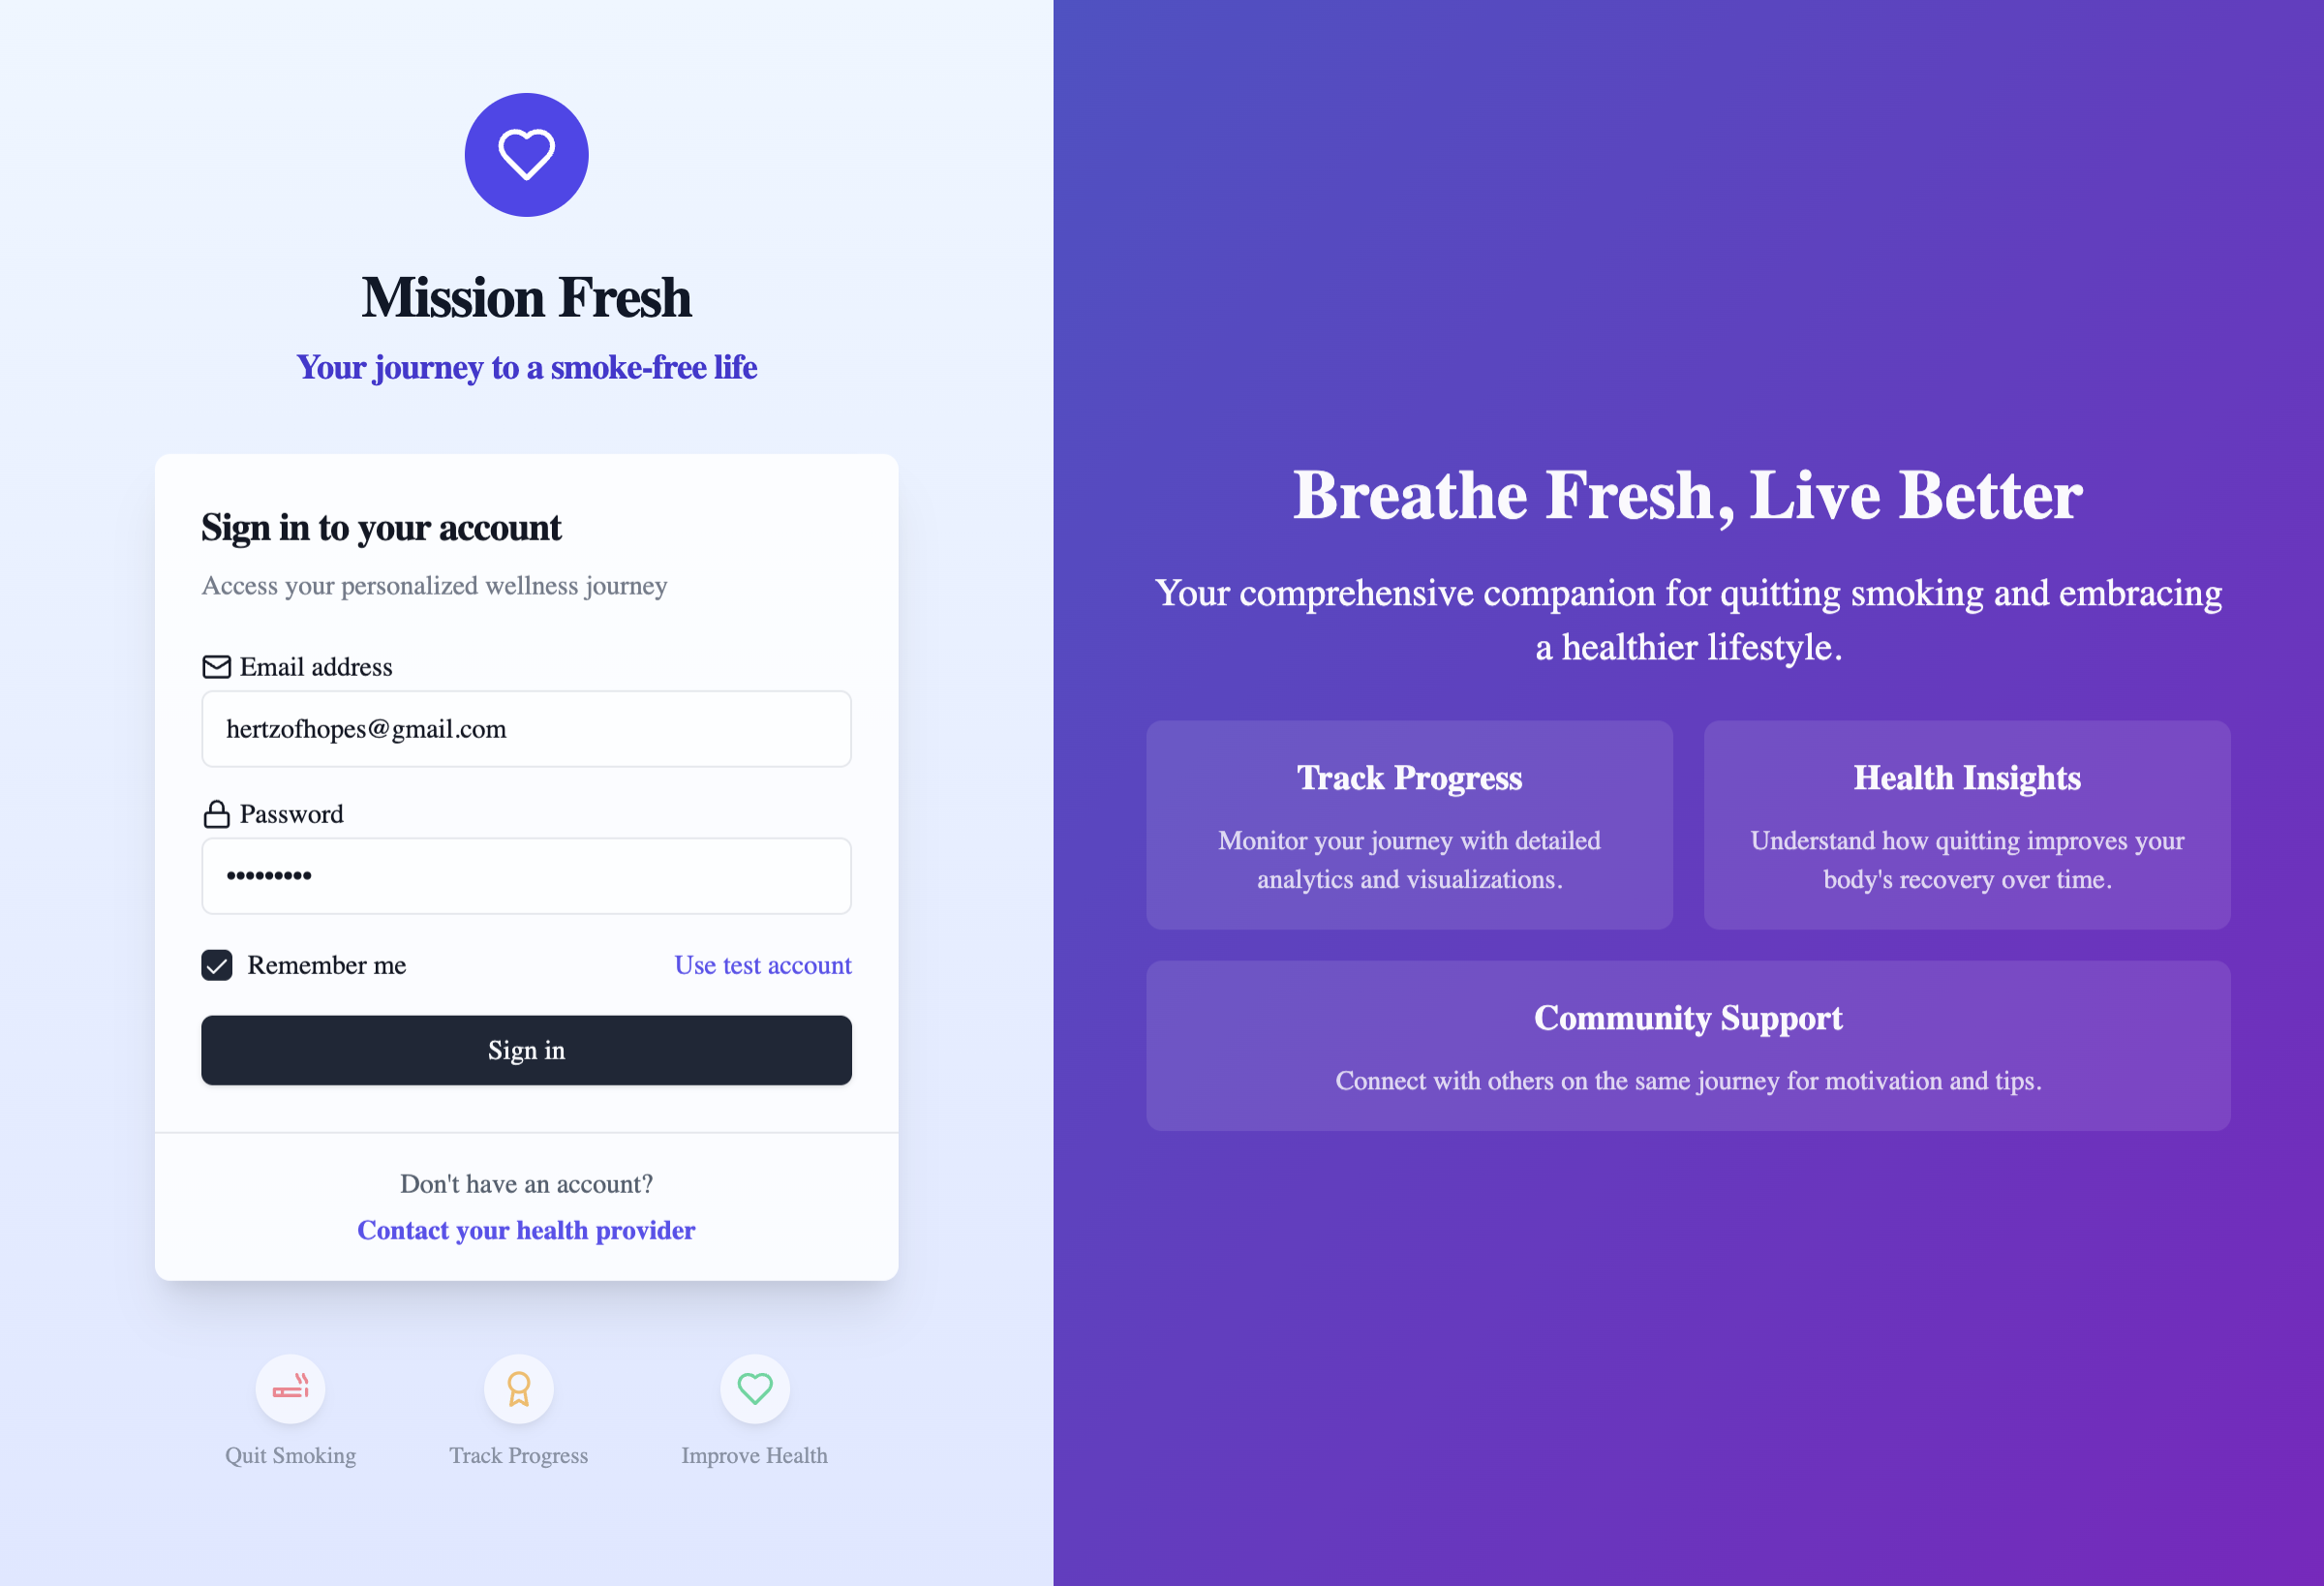 Mission Fresh
Your journey to a smoke-free life
Sign in to your account
Access your personalized wellness journey
Email address
hertzofhopes@gmail.com
Password
•••••••••
Remember me
Use test account
Sign in
Don't have an account?
Contact your health provider
Quit Smoking
Track Progress
Improve Health
Breathe Fresh, Live Better
Your comprehensive companion for quitting smoking and embracing
a healthier lifestyle.
Track Progress
Monitor your journey with detailed
analytics and visualizations.
Health Insights
Understand how quitting improves your
body's recovery over time.
Community Support
Connect with others on the same journey for motivation and tips.